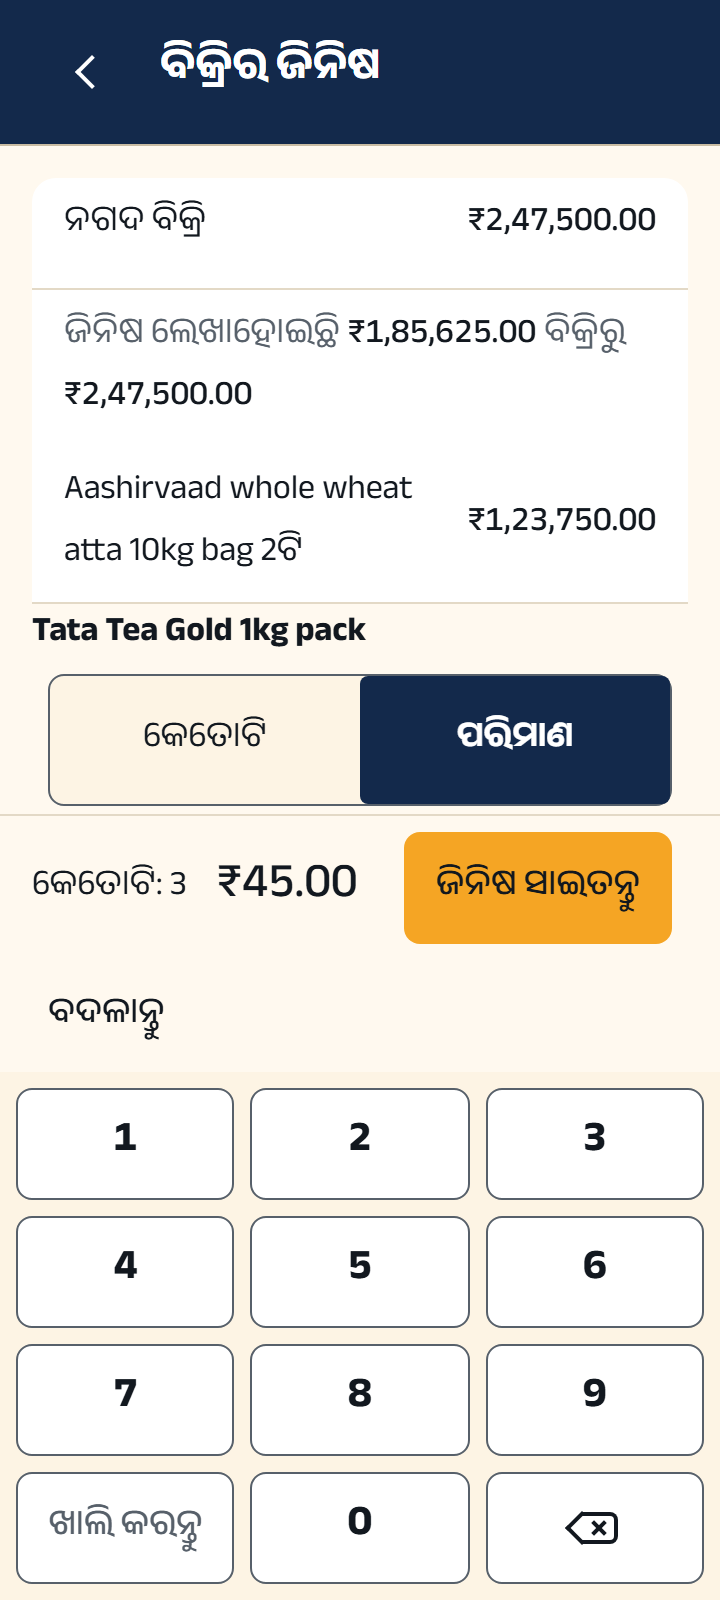 ବିକ୍ରିର ଜିନିଷ
ନଗଦ ବିକ୍ରି ₹2,47,500.00
ଜିନିଷ ଲେଖାହୋଇଛି ₹1,85,625.00 ବିକ୍ରିରୁ
₹2,47,500.00
Aashirvaad whole wheat
atta 10kg bag 2ଟି
₹1,23,750.00
Tata Tea Gold 1kg pack
କେତୋଟି ପରିମାଣ
କେତୋଟି: 3 ₹45.00 ଜିନିଷ ସାଇତନ୍ତୁ
ବଦଳାନ୍ତୁ
1 2 3
4 5 6
7 8 9
ଖାଲି କରନ୍ତୁ 0